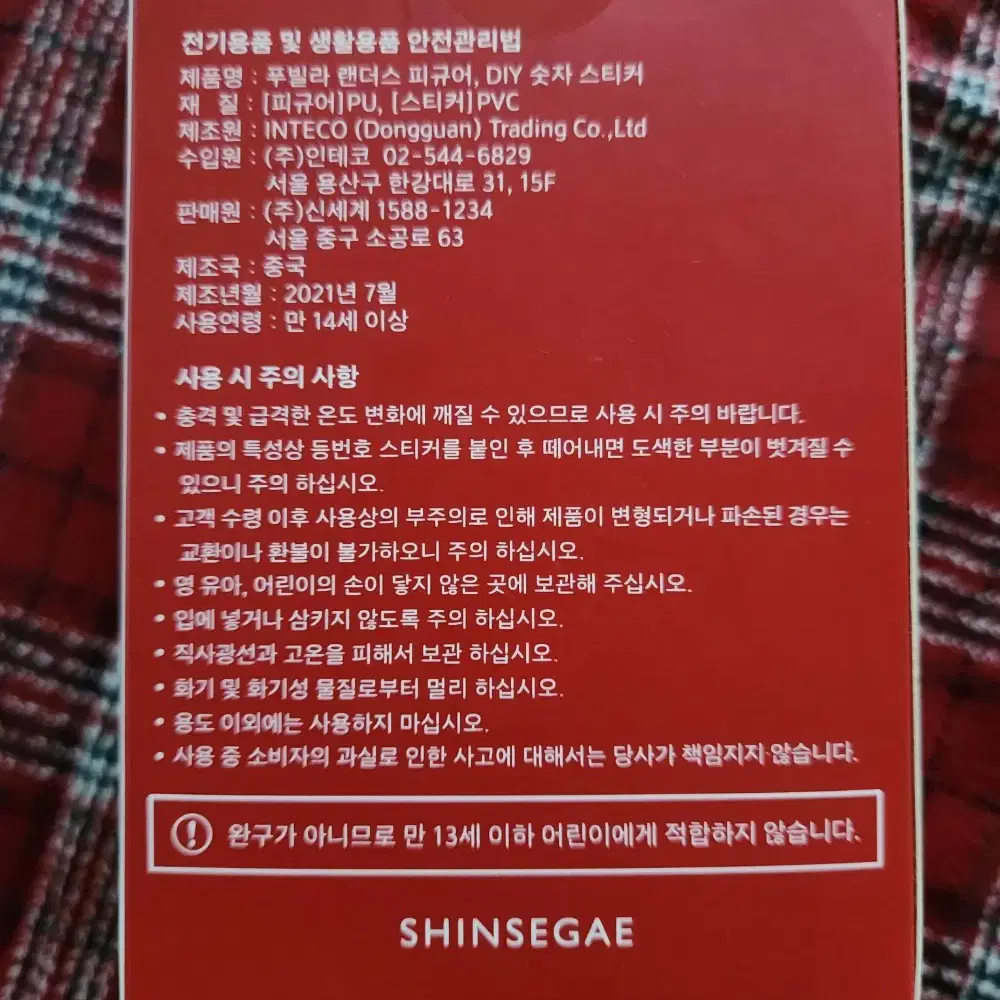 전기용품 및 생활용품 안전관리법
제품명 : 푸빌라 랜더스 피규어, DIY 숫자 스티커
재 질 : [피규어]PU, [스티커]PVC
제조원 : INTECO (Dongguan) Trading Co.,Ltd
수입원 : (주)인테코 02-544-6829
서울 용산구 한강대로 31, 15F
판매원 : (주)신세계 1588-1234
서울 중구 소공로 63
제조국 : 중국
제조년월 : 2021년 7월
사용연령 : 만 14세 이상
사용 시 주의 사항
• 충격 및 급격한 온도 변화에 깨질 수 있으므로 사용 시 주의 바랍니다.
• 제품의 특성상 등번호 스티커를 붙인 후 떼어내면 도색한 부분이 벗겨질 수
있으니 주의 하십시오.
• 고객 수령 이후 사용상의 부주의로 인해 제품이 변형되거나 파손된 경우는
교환이나 환불이 불가하오니 주의 하십시오.
• 영 유아, 어린이의 손이 닿지 않은 곳에 보관해 주십시오.
• 입에 넣거나 삼키지 않도록 주의 하십시오.
• 직사광선과 고온을 피해서 보관 하십시오.
• 화기 및 화기성 물질로부터 멀리 하십시오.
• 용도 이외에는 사용하지 마십시오.
• 사용 중 소비자의 과실로 인한 사고에 대해서는 당사가 책임지지 않습니다.
! 완구가 아니므로 만 13세 이하 어린이에게 적합하지 않습니다.
SHINSEGAE